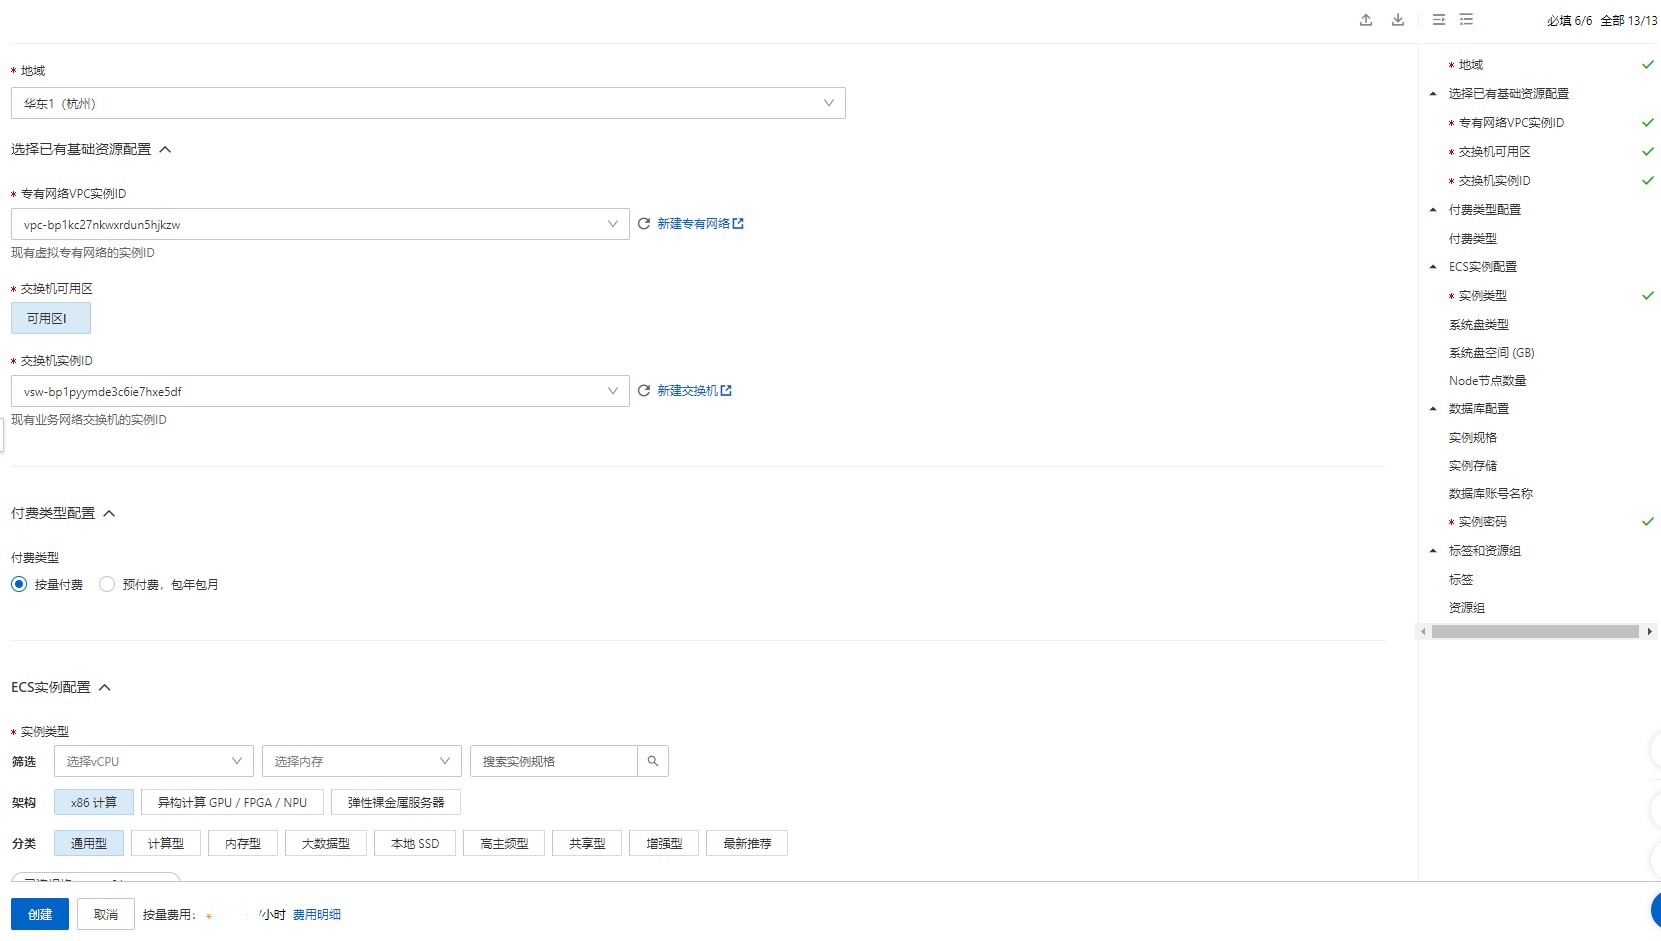 必填 6/6 全部 13/13
* 地域
华东1（杭州）
选择已有基础资源配置
* 专有网络VPC实例ID
vpc-bp1kc27nkwxrdun5hjkzw
新建专有网络
现有虚拟专有网络的实例ID
* 交换机可用区
可用区I
* 交换机实例ID
vsw-bp1pyymde3c6ie7hxe5df
新建交换机
现有业务网络交换机的实例ID
付费类型配置
付费类型
按量付费 预付费，包年包月
ECS实例配置
* 实例类型
筛选 选择vCPU 选择内存 搜索实例规格
架构 x86 计算 异构计算 GPU / FPGA / NPU 弹性裸金属服务器
分类 通用型 计算型 内存型 大数据型 本地 SSD 高主频型 共享型 增强型 最新推荐
创建 取消 按量费用： /小时 费用明细
* 地域
选择已有基础资源配置
* 专有网络VPC实例ID
* 交换机可用区
* 交换机实例ID
付费类型配置
付费类型
ECS实例配置
* 实例类型
系统盘类型
系统盘空间 (GB)
Node节点数量
数据库配置
实例规格
实例存储
数据库账号名称
* 实例密码
标签和资源组
标签
资源组